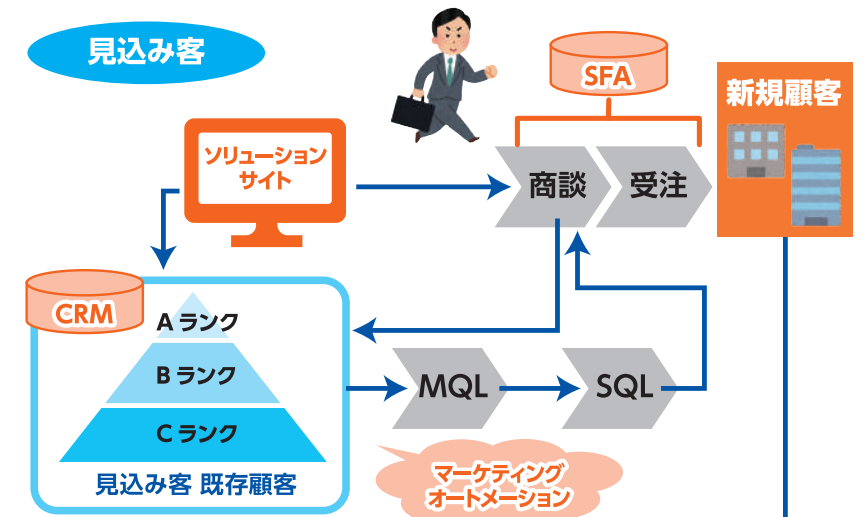 見込み客
SFA
新規顧客
ソリューション
サイト
商談
受注
CRM
A ランク
B ランク
C ランク
見込み客 既存顧客
MQL
SQL
マーケティング
オートメーション